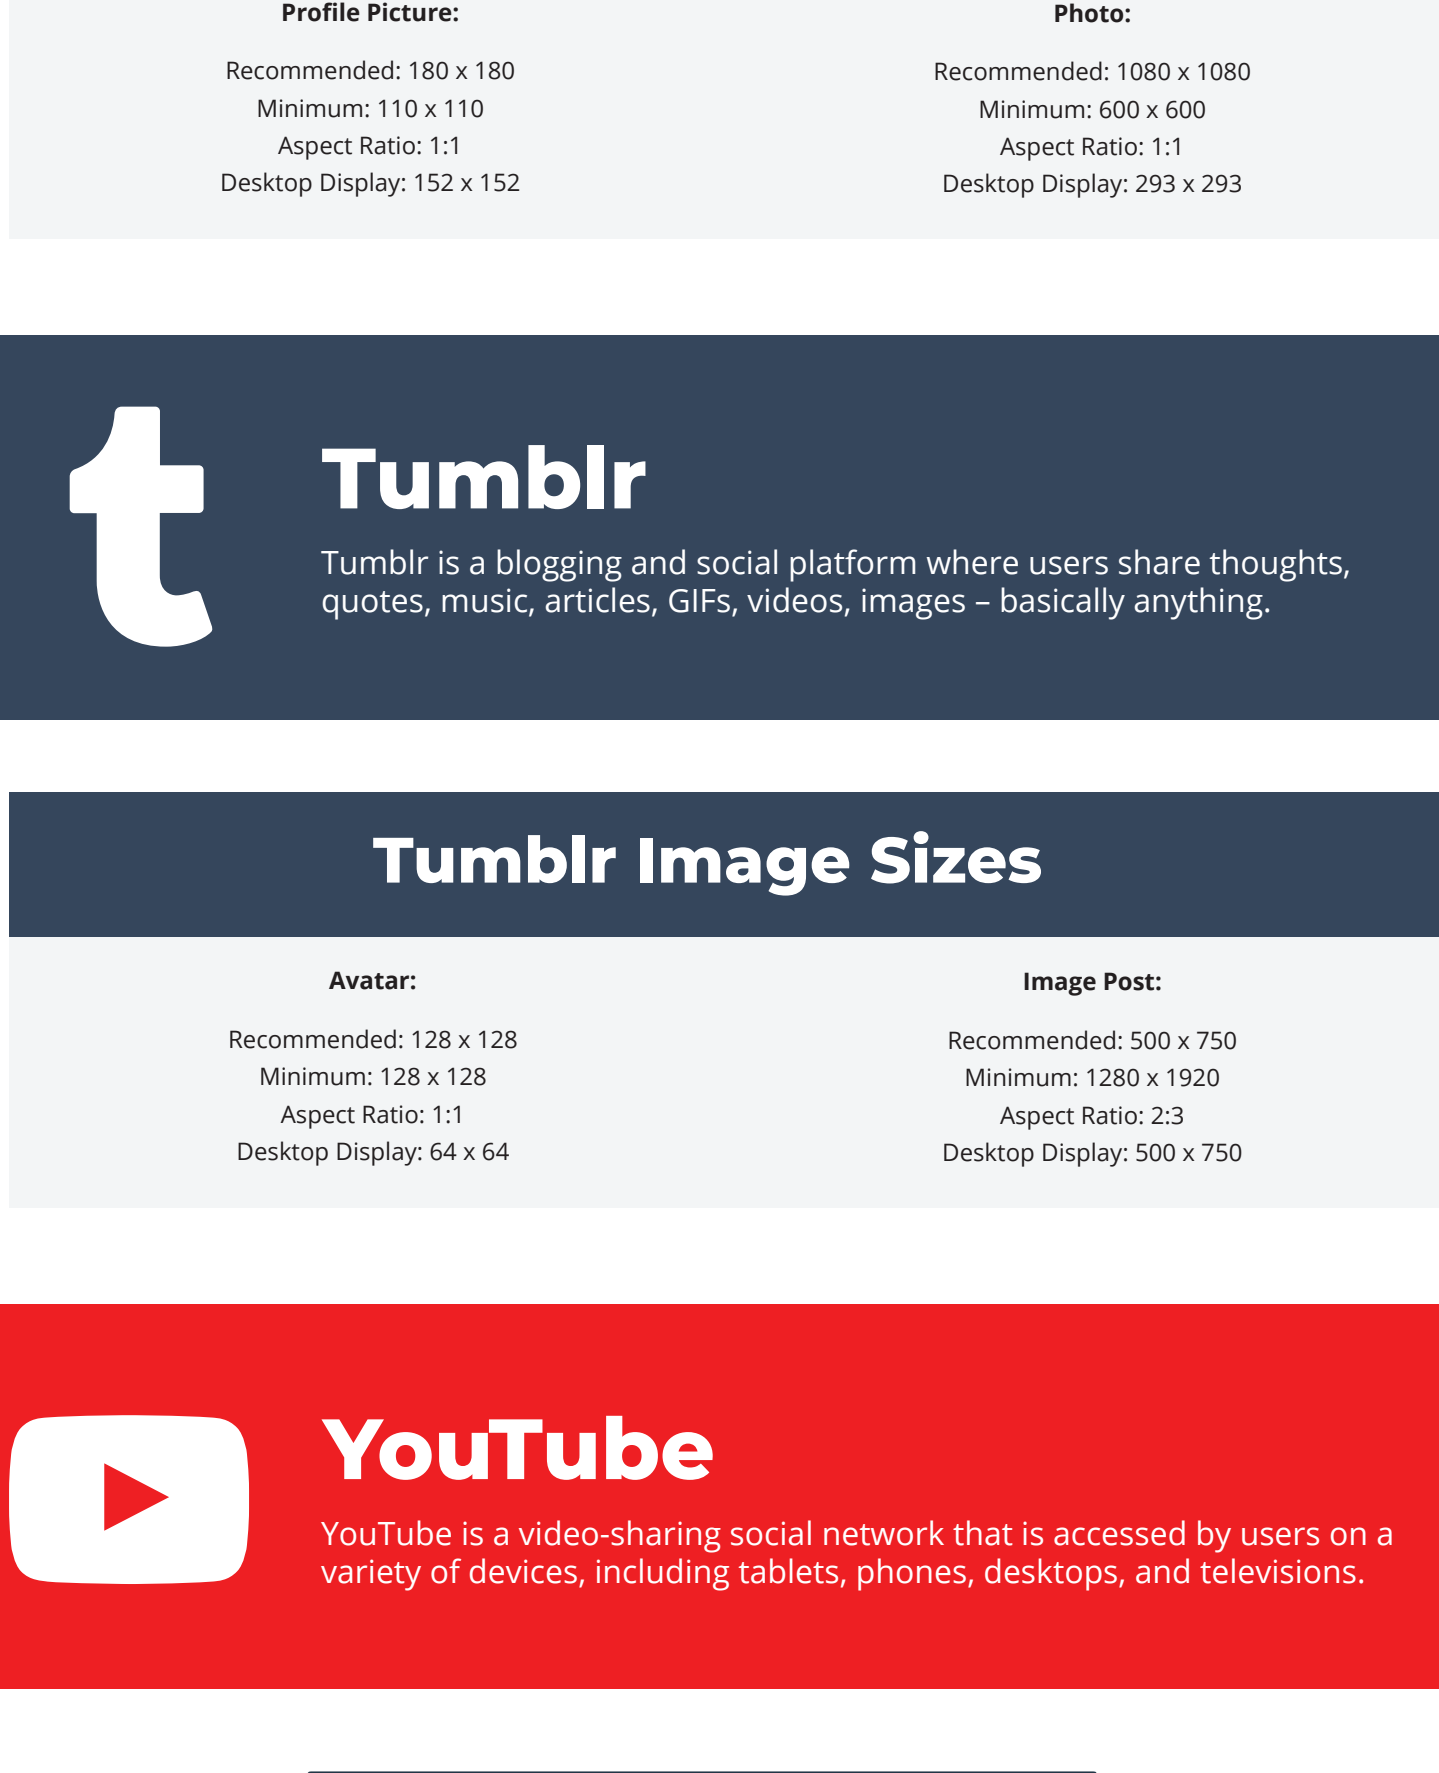 Profile Picture:
Recommended: 180 x 180
Minimum: 110 x 110
Aspect Ratio: 1:1
Desktop Display: 152 x 152
Photo:
Recommended: 1080 x 1080
Minimum: 600 x 600
Aspect Ratio: 1:1
Desktop Display: 293 x 293
t
Tumblr
Tumblr is a blogging and social platform where users share thoughts,
quotes, music, articles, GIFs, videos, images – basically anything.
Tumblr Image Sizes
Avatar:
Recommended: 128 x 128
Minimum: 128 x 128
Aspect Ratio: 1:1
Desktop Display: 64 x 64
Image Post:
Recommended: 500 x 750
Minimum: 1280 x 1920
Aspect Ratio: 2:3
Desktop Display: 500 x 750
YouTube
YouTube is a video-sharing social network that is accessed by users on a
variety of devices, including tablets, phones, desktops, and televisions.